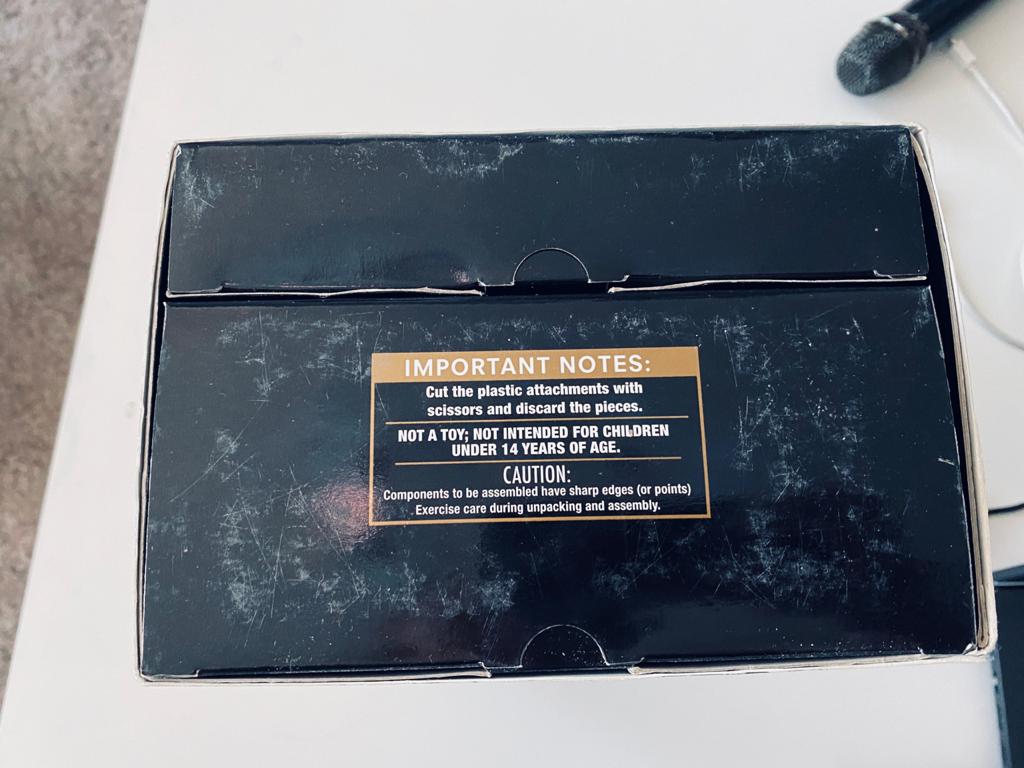 IMPORTANT NOTES:
Cut the plastic attachments with
scissors and discard the pieces.
NOT A TOY; NOT INTENDED FOR CHILDREN
UNDER 14 YEARS OF AGE.
CAUTION:
Components to be assembled have sharp edges (or points)
Exercise care during unpacking and assembly.